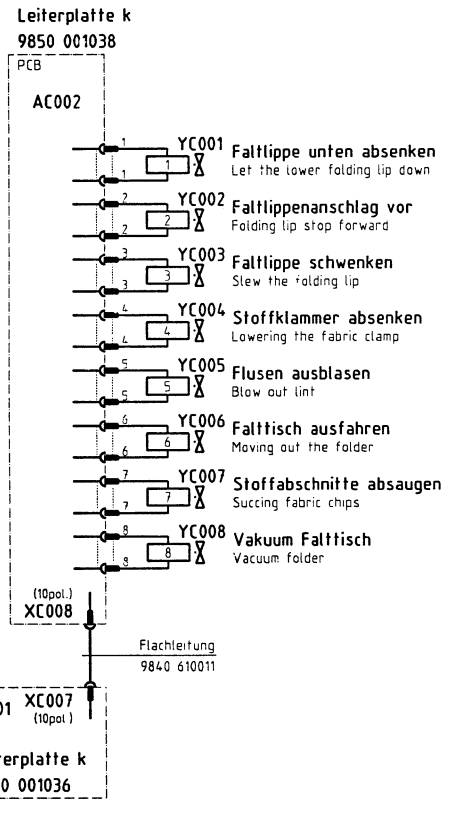 Leiterplatte k
9850 001038
PCB
AC002
1
1
1
YC001
Faltlippe unten absenken
Let the lower folding lip down
2
2
2
YC002
Faltlippenanschlag vor
Folding lip stop forward
3
3
3
YC003
Faltlippe schwenken
Slew the folding lip
4
4
4
YC004
Stoffklammer absenken
Lowering the fabric clamp
5
5
5
YC005
Flusen ausblasen
Blow out lint
6
6
6
YC006
Falttisch ausfahren
Moving out the folder
7
7
7
YC007
Stoffabschnitte absaugen
Succing fabric chips
8
8
8
YC008
Vakuum Falttisch
Vacuum folder
(10pol.)
XC008
Flachleitung
9840 610011
01 XC007
(10pol.)
terplatte k
0 001036